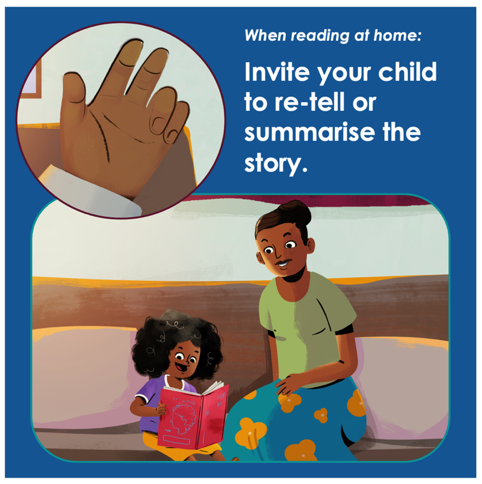 When reading at home:
Invite your child
to re-tell or
summarise the
story.